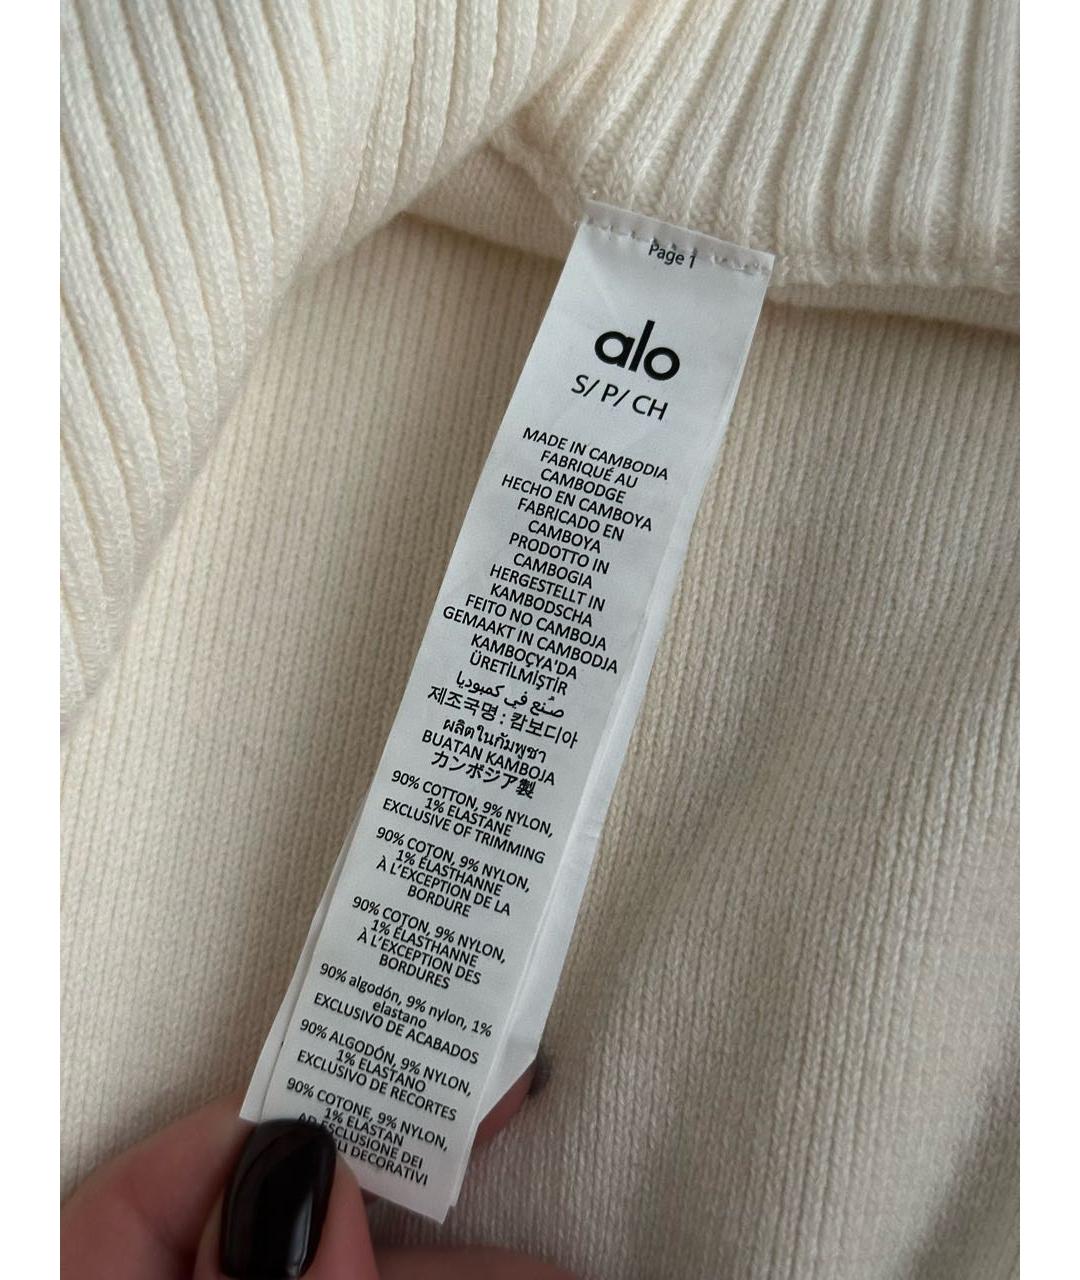 Page 1
alo
S/ P/ CH
MADE IN CAMBODIA
FABRIQUÉ AU
CAMBODGE
HECHO EN CAMBOYA
FABRICADO EN
CAMBOYA
PRODOTTO IN
CAMBOGIA
HERGESTELLT IN
KAMBODSCHA
FEITO NO CAMBOJA
GEMAAKT IN CAMBODJA
KAMBOÇYA'DA
ÜRETİLMİŞTİR
صُنع في كمبوديا
제조국명 : 캄보디아
ผลิตในกัมพูชา
BUATAN KAMBOJA
カンボジア製
90% COTTON, 9% NYLON,
1% ELASTANE
EXCLUSIVE OF TRIMMING
90% COTON, 9% NYLON,
1% ÉLASTHANNE
À L'EXCEPTION DE LA
BORDURE
90% COTON, 9% NYLON,
1% ÉLASTHANNE
À L'EXCEPTION DES
BORDURES
90% algodón, 9% nylon, 1%
elastano
EXCLUSIVO DE ACABADOS
90% ALGODÓN, 9% NYLON,
1% ELASTANO
EXCLUSIVO DE RECORTES
90% COTONE, 9% NYLON,
1% ELASTAN
AD ESCLUSIONE DEI
DECORATIVI